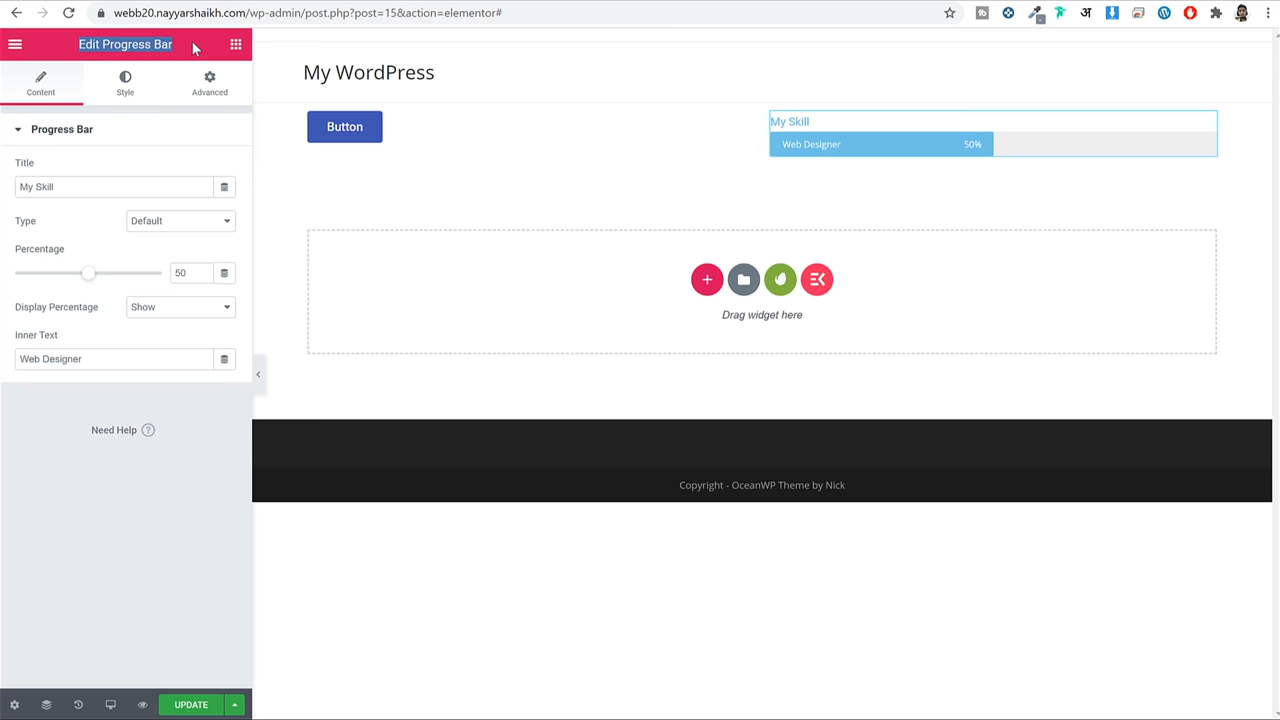 webb20.nayyarshaikh.com/wp-admin/post.php?post=15&action=elementor#
अ
Edit Progress Bar
Content
Style
Advanced
Progress Bar
Title
My Skill
Type
Default
Percentage
50
Display Percentage
Show
Inner Text
Web Designer
Need Help ?
UPDATE
My WordPress
Button
My Skill
Web Designer 50%
Drag widget here
Copyright - OceanWP Theme by Nick